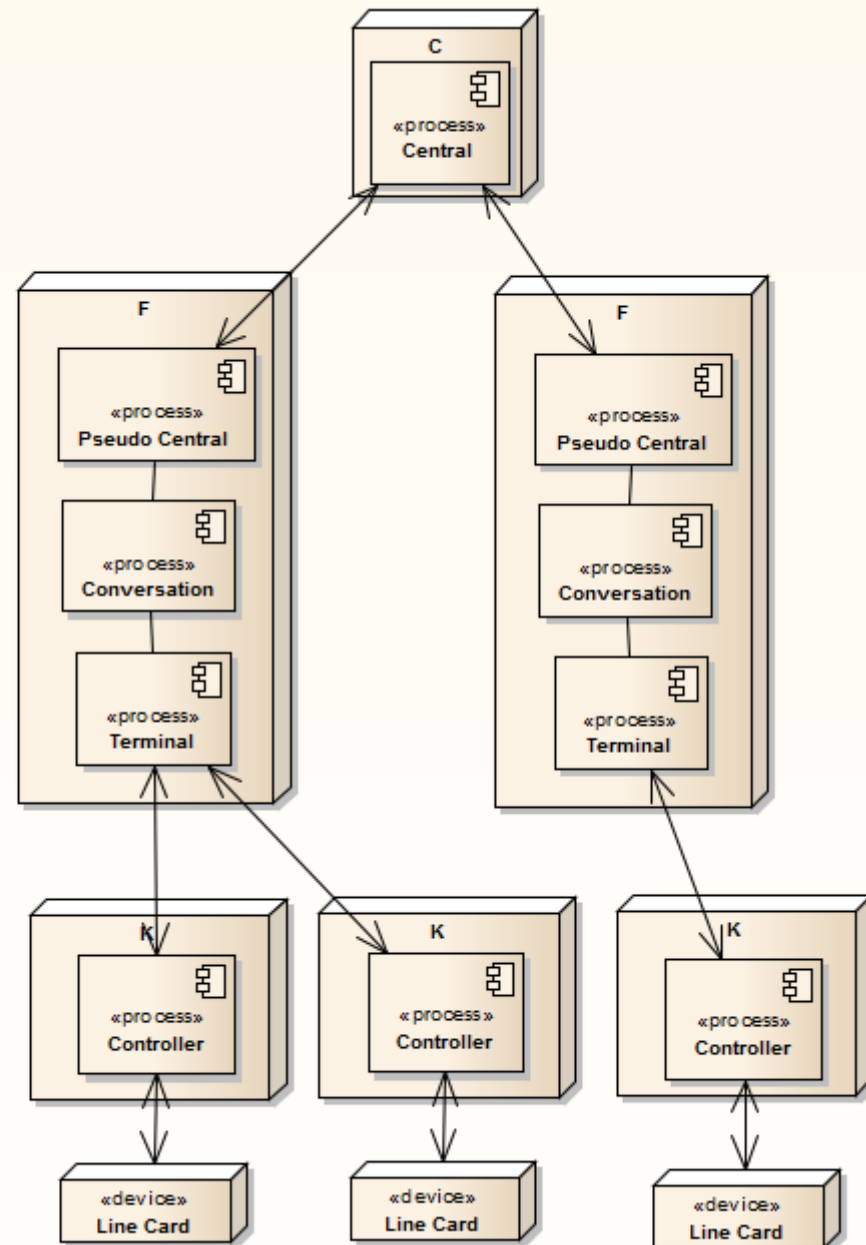 C
«process»
Central
F
«process»
Pseudo Central
«process»
Conversation
«process»
Terminal
F
«process»
Pseudo Central
«process»
Conversation
«process»
Terminal
K
«process»
Controller
«device»
Line Card
K
«process»
Controller
«device»
Line Card
K
«process»
Controller
«device»
Line Card